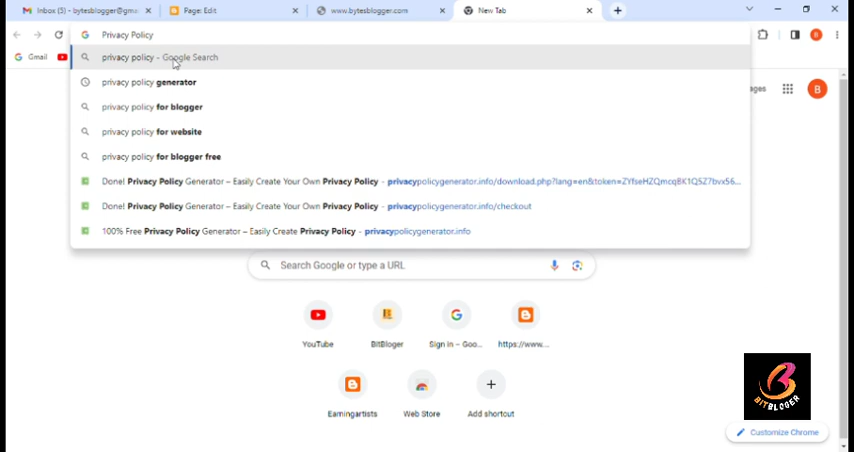 Inbox (5) - bytesblogger@gma
Page: Edit
www.bytesblogger.com
New Tab
Privacy Policy
Gmail
privacy policy - Google Search
privacy policy generator
privacy policy for blogger
privacy policy for website
privacy policy for blogger free
Done! Privacy Policy Generator – Easily Create Your Own Privacy Policy - privacypolicygenerator.info/download.php?lang=en&token=
Done! Privacy Policy Generator – Easily Create Your Own Privacy Policy - privacypolicygenerator.info/checkout
100% Free Privacy Policy Generator – Easily Create Privacy Policy - privacypolicygenerator.info
ages
B
B
Search Google or type a URL
YouTube
BitBloger
Sign in – Goo...
https://www....
Earningartists
Web Store
Add shortcut
BITBLOGER
Customize Chrome